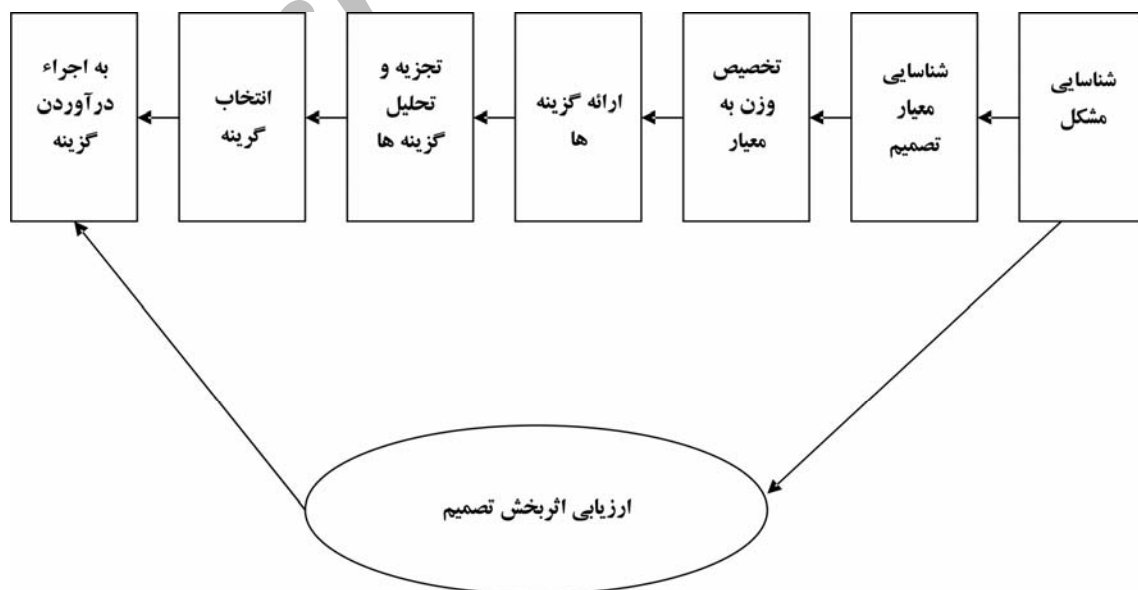 شناسایی
مشکل
شناسایی
معیار
تصمیم
تخصیص
وزن به
معیار
ارائه گزینه
ها
تجزیه و
تحلیل
گزینه ها
انتخاب
گرینه
به اجراء
درآوردن
گزینه
ارزیابی اثربخش تصمیم